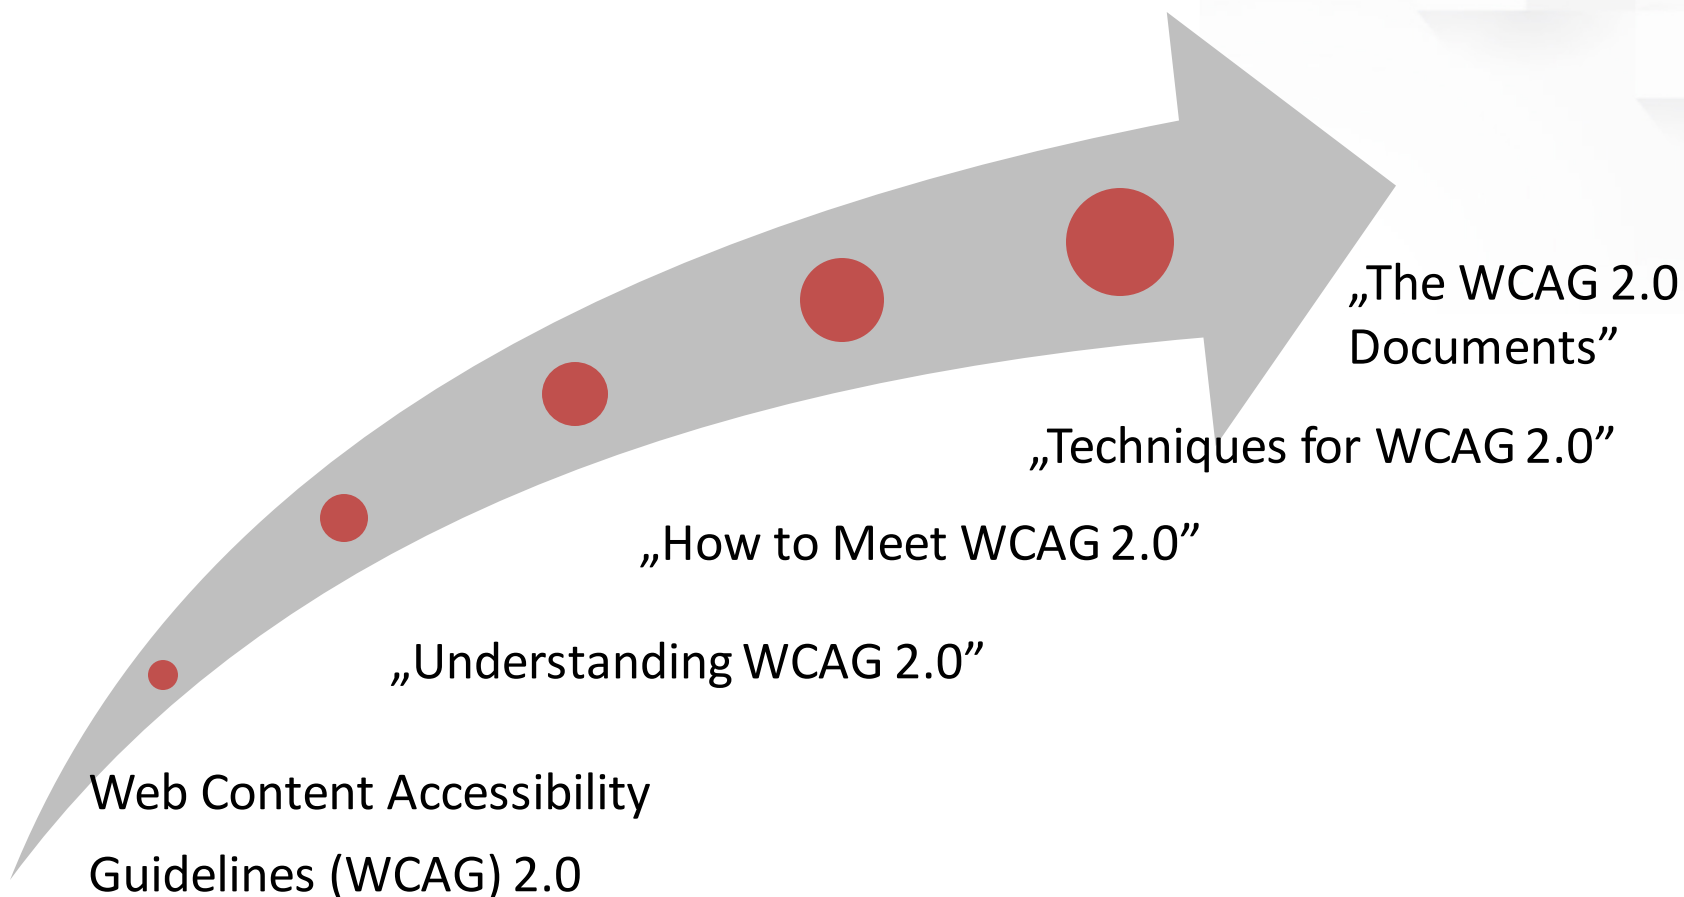 „The WCAG 2.0
Documents”
„Techniques for WCAG 2.0”
„How to Meet WCAG 2.0”
„Understanding WCAG 2.0”
Web Content Accessibility
Guidelines (WCAG) 2.0